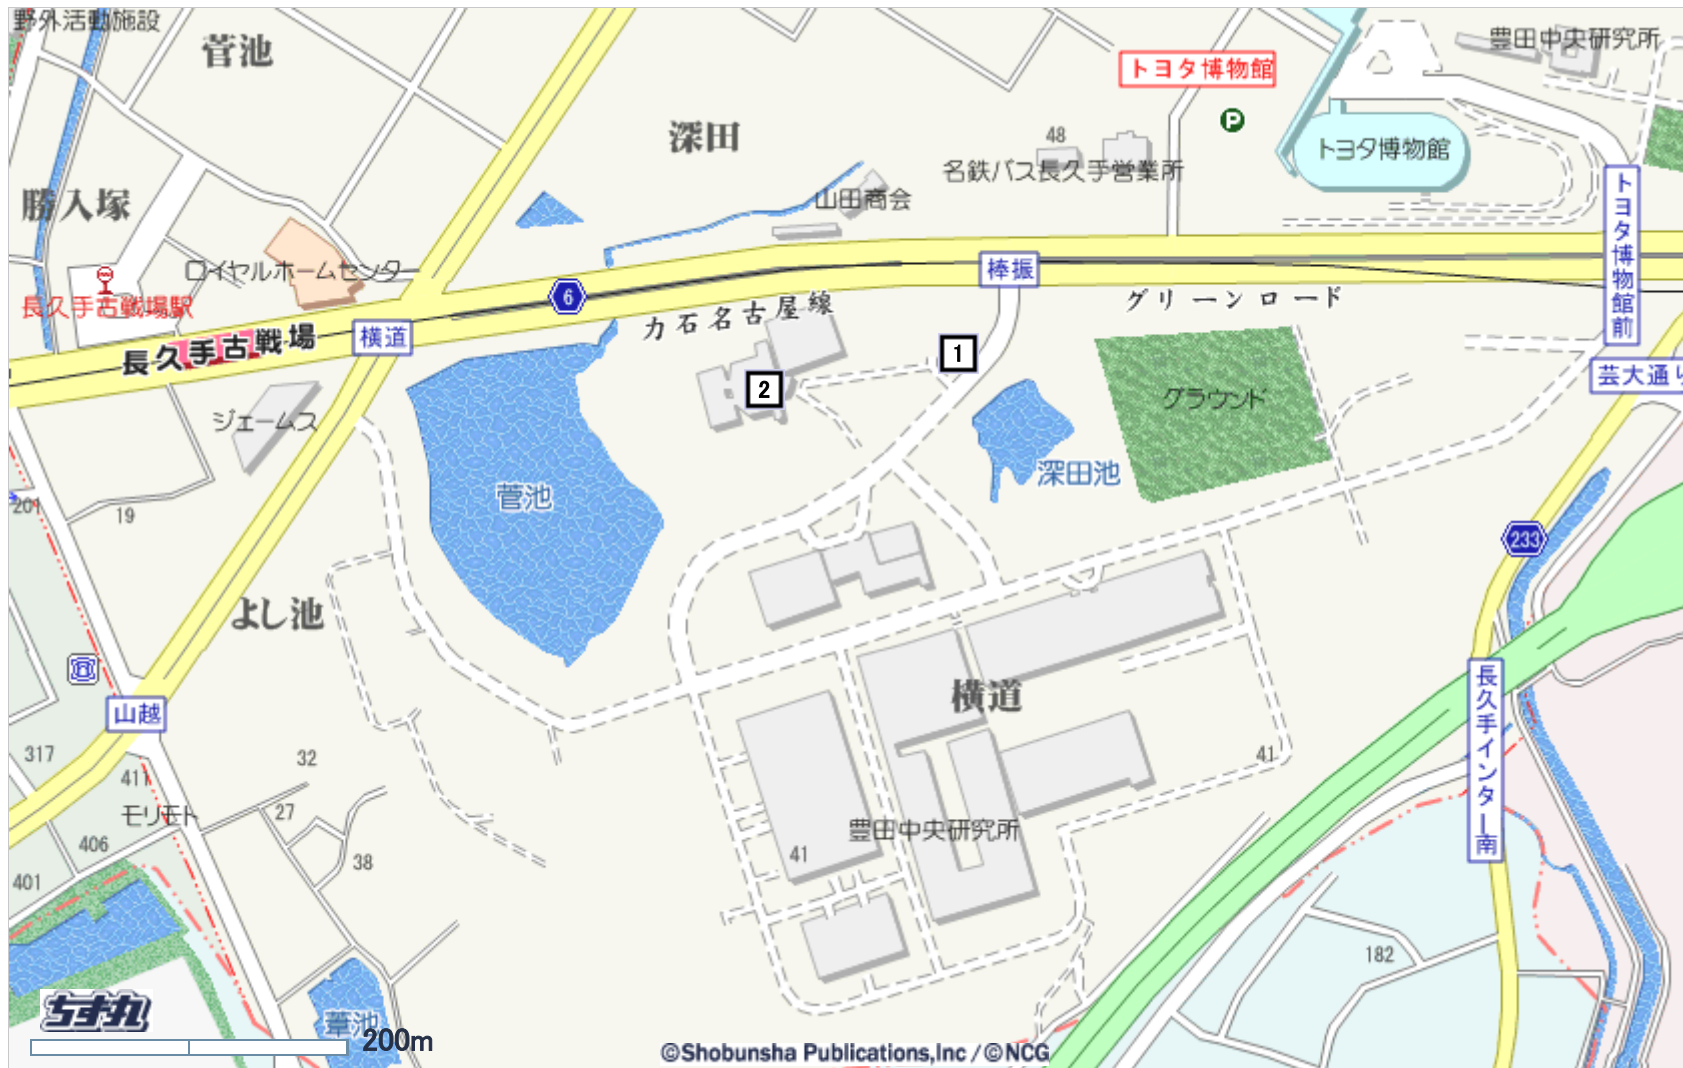 野外活動施設
菅池
豊田中央研究所
トヨタ博物館
P
深田
48
トヨタ博物館
名鉄バス長久手営業所
勝入塚
山田商会
トヨタ博物館前
ロイヤルホームセンター
棒振
長久手古戦場駅
6
力石名古屋線
グリーンロード
長久手古戦場
横道
1
2
芸大通り
グラウンド
ジェームス
深田池
菅池
201
19
233
よし池
横道
山越
長久手インター南
317
32
411
41
モリモト
27
406
豊田中央研究所
38
41
401
182
ちず丸
葦池
200m
©Shobunsha Publications,Inc / ©NCG